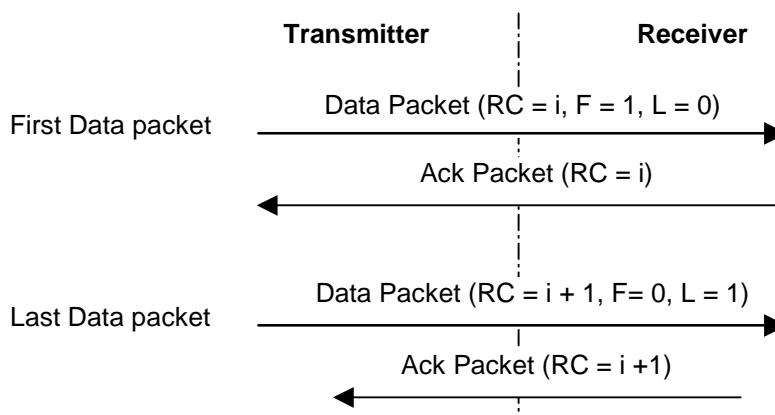 Transmitter Receiver
Data Packet (RC = i, F = 1, L = 0)
First Data packet
Ack Packet (RC = i)
Data Packet (RC = i + 1, F= 0, L = 1)
Last Data packet
Ack Packet (RC = i +1)